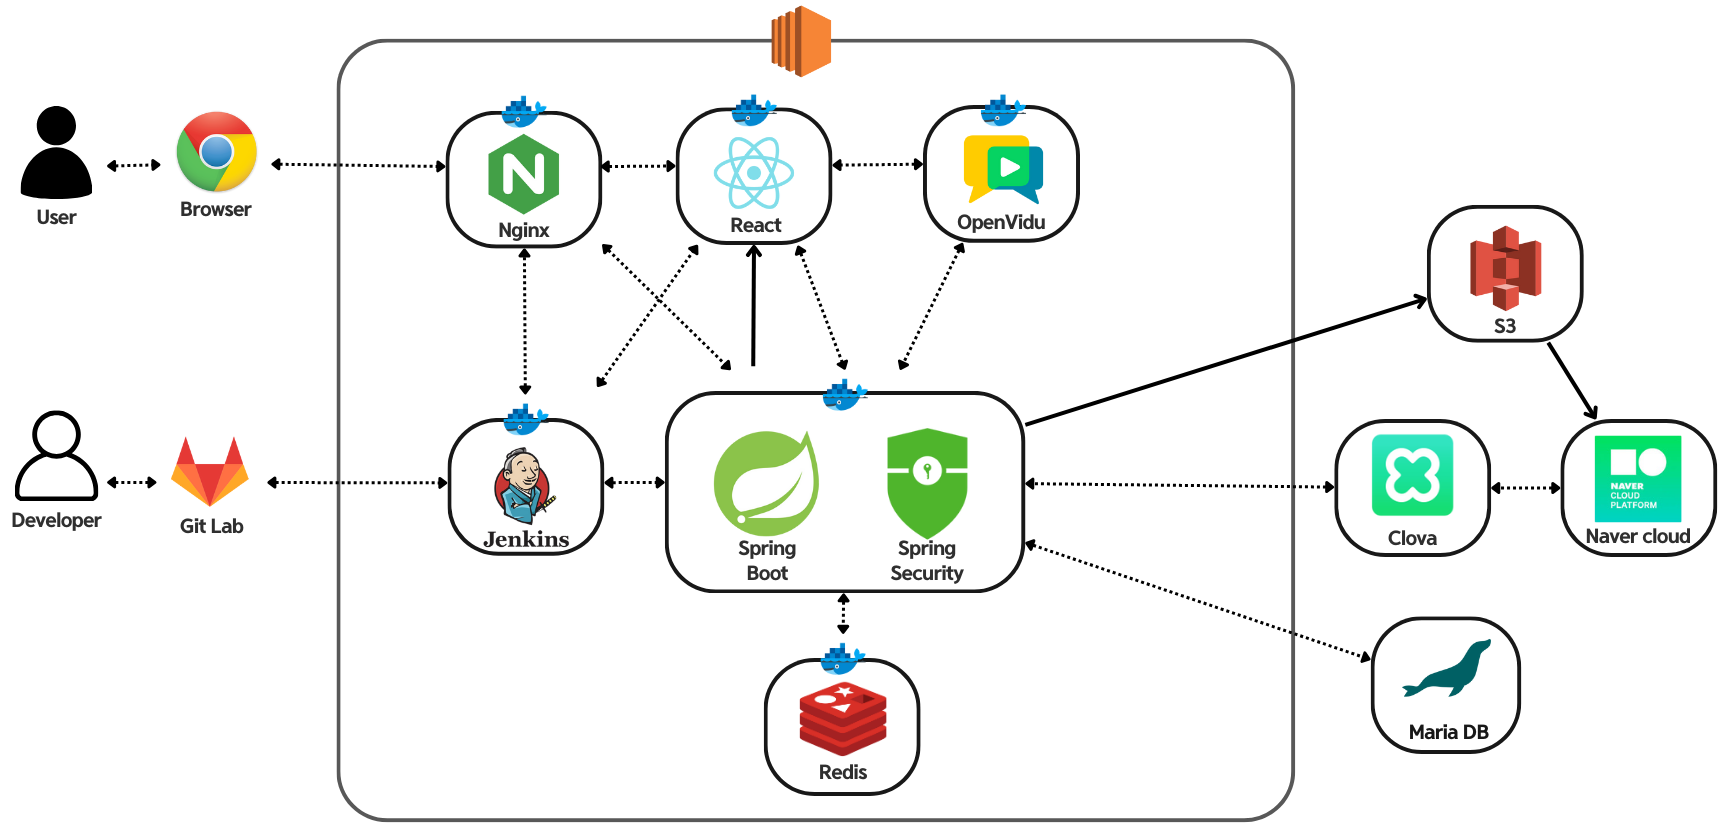 User
Browser
Nginx
React
OpenVidu
S3
Developer
Git Lab
Jenkins
Spring
Boot
Spring
Security
Clova
NAVER
CLOUD
PLATFORM
Naver cloud
Redis
Maria DB